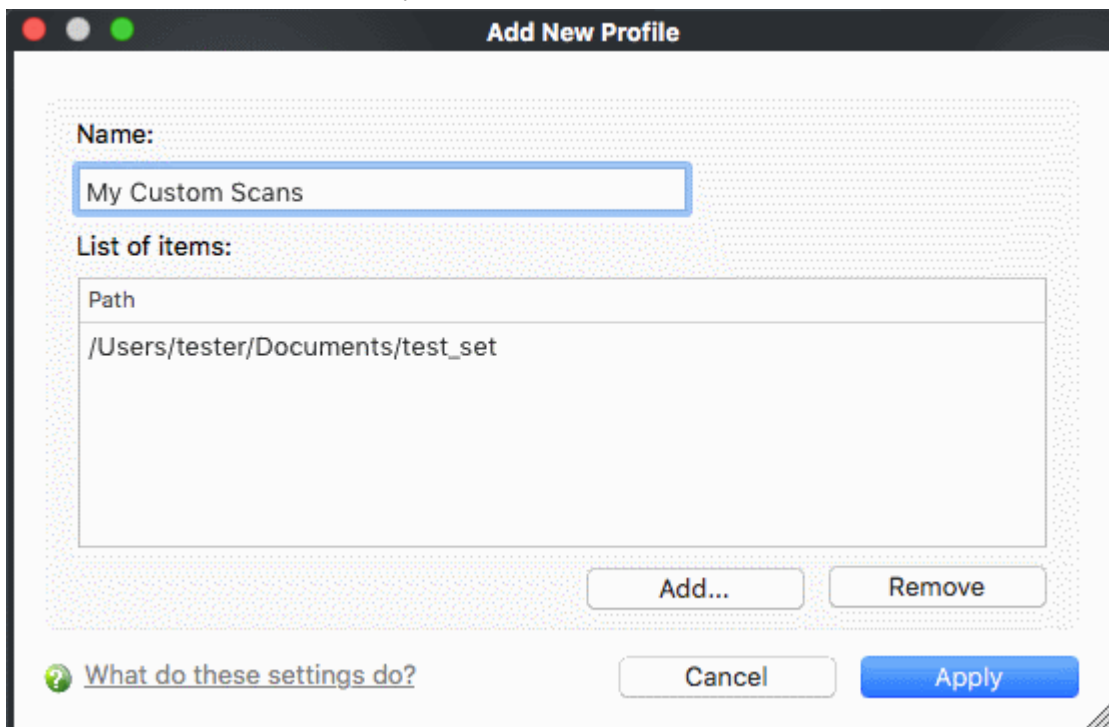 Add New Profile
Name:
My Custom Scans
List of items:
Path
/Users/tester/Documents/test_set
Add... Remove
What do these settings do? Cancel Apply